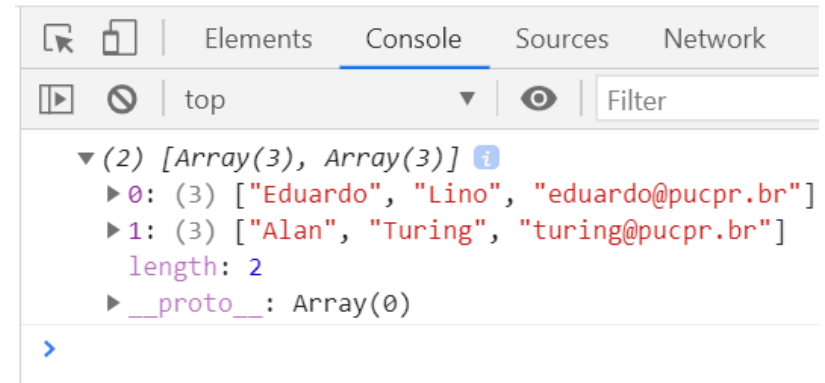 Elements Console Sources Network
top ▼ Filter
▼(2) [Array(3), Array(3)] i
▶0: (3) ["Eduardo", "Lino", "eduardo@pucpr.br"]
▶1: (3) ["Alan", "Turing", "turing@pucpr.br"]
length: 2
▶__proto__: Array(0)
>